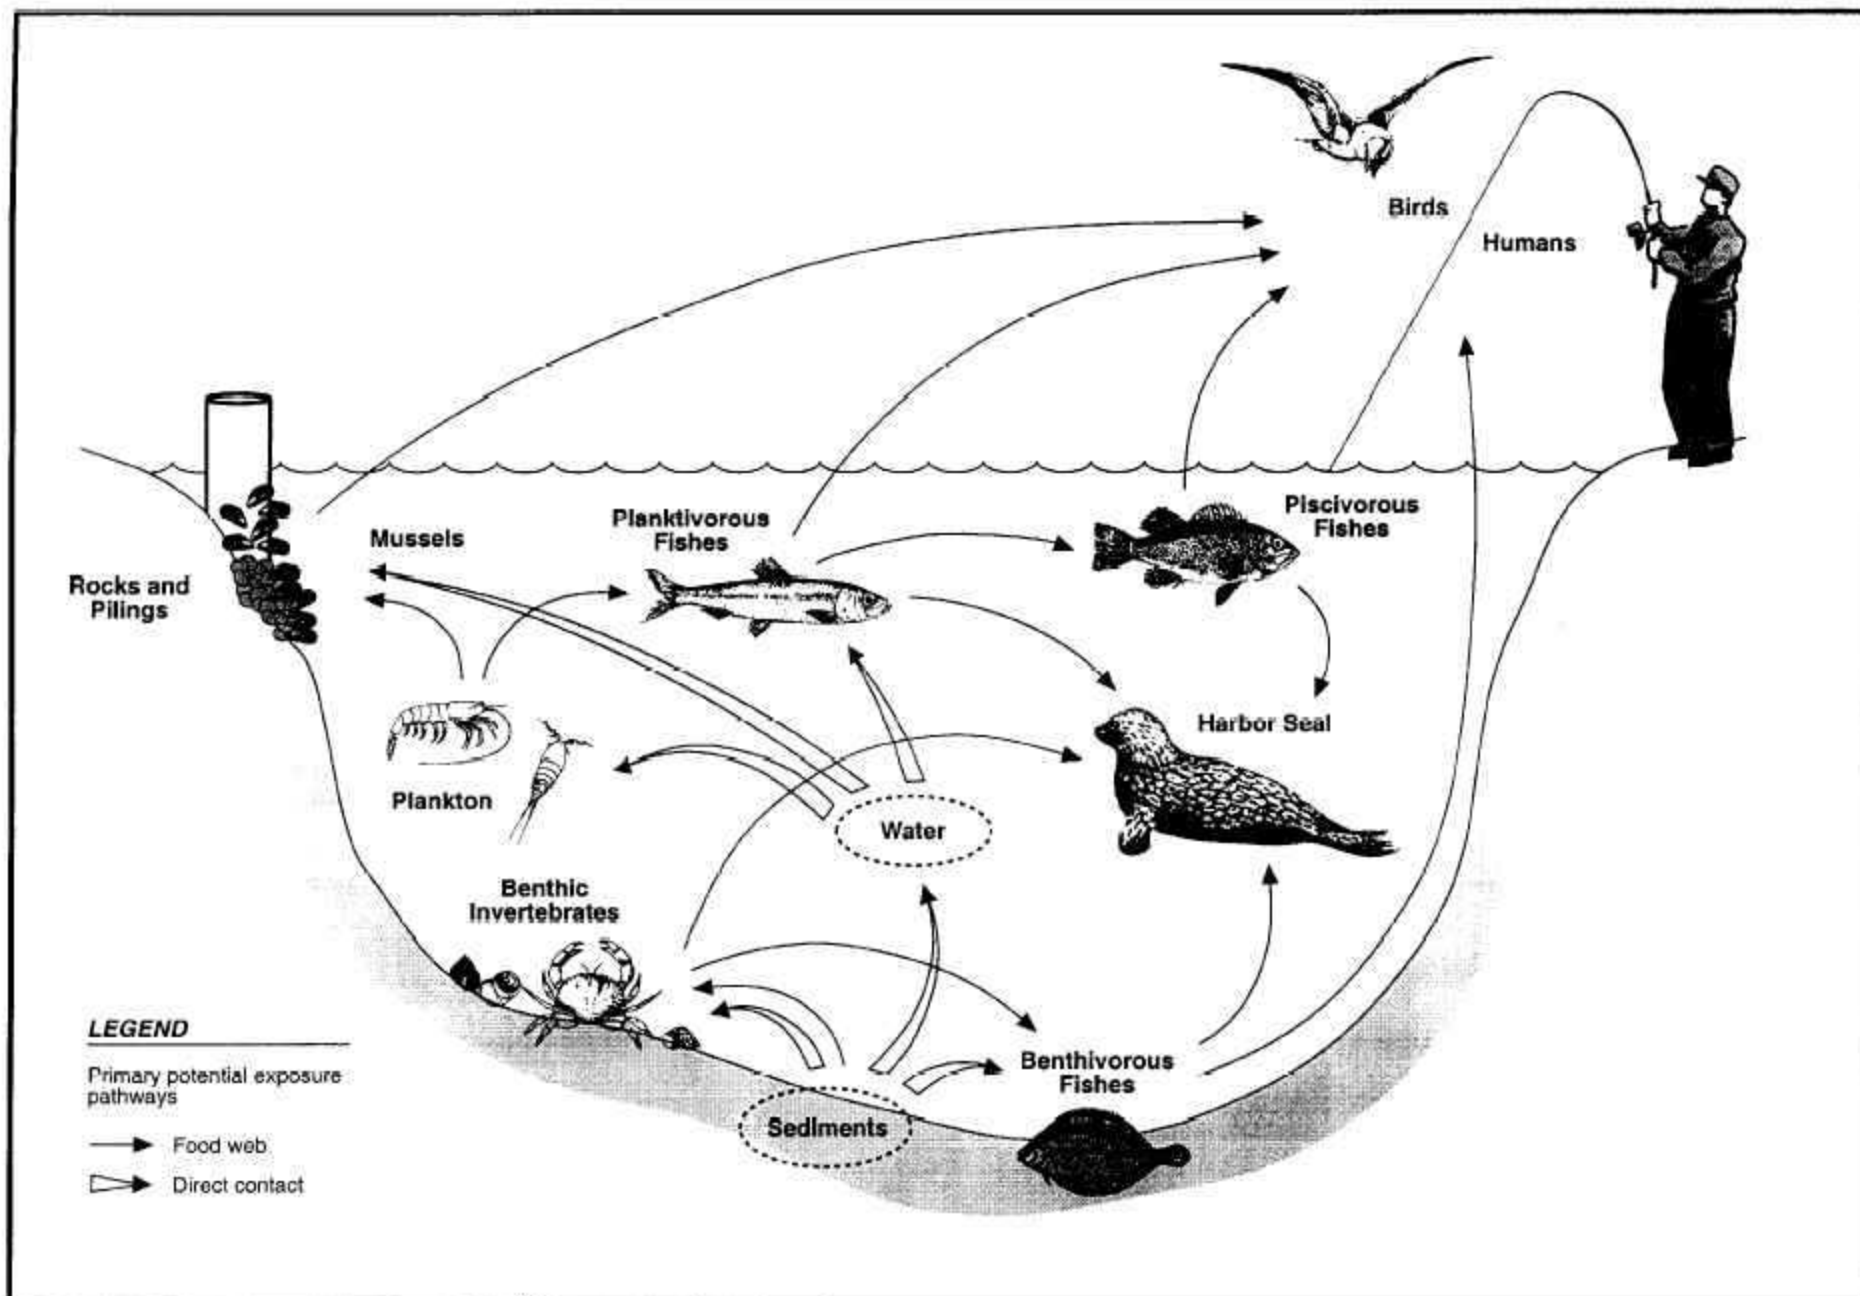 Birds
Humans
Mussels
Planktivorous
Fishes
Piscivorous
Fishes
Rocks and
Pilings
Harbor Seal
Plankton
Water
Benthic
Invertebrates
Benthivorous
Fishes
Sediments
LEGEND
Primary potential exposure
pathways
Food web
Direct contact